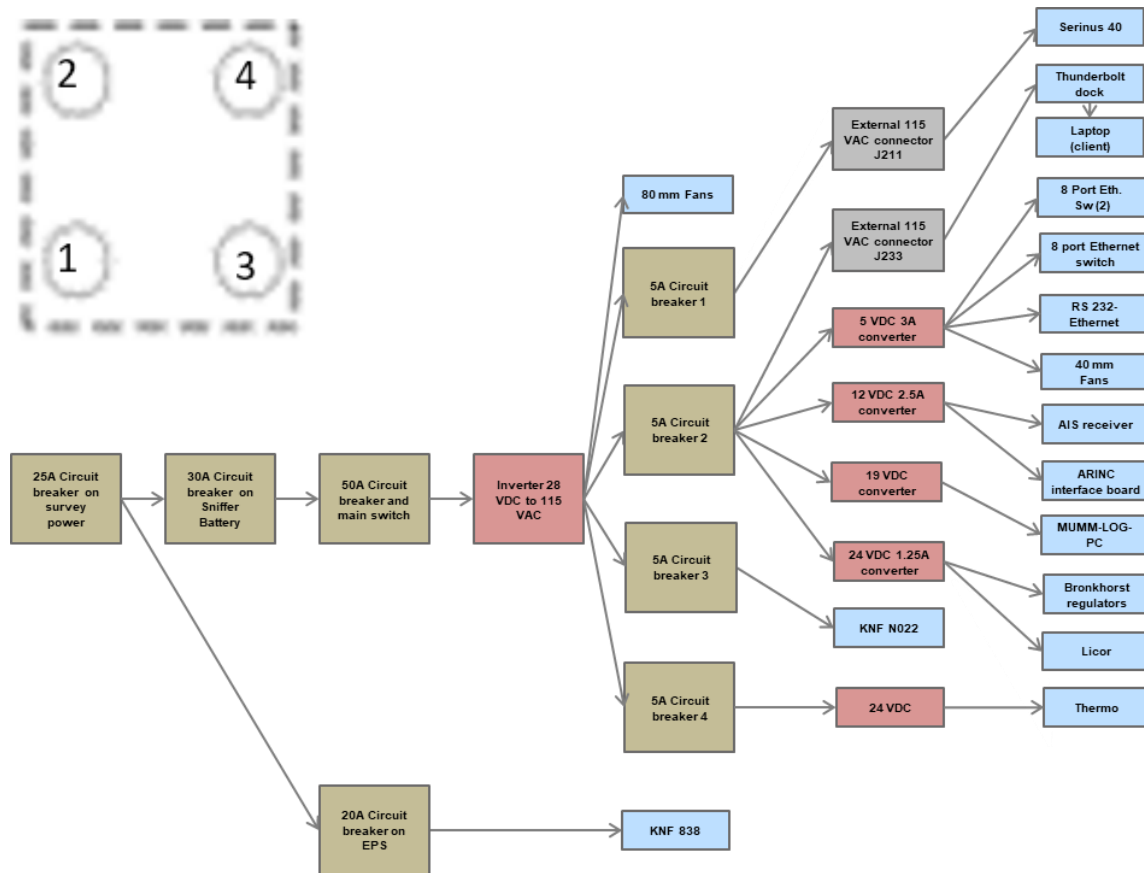 2
4
1
3
Serinus 40
Thunderbolt
dock
Laptop
(client)
External 115
VAC connector
J211
80 mm Fans
8 Port Eth.
Sw (2)
External 115
VAC connector
J233
8 port Ethernet
switch
5A Circuit
breaker 1
RS 232-
Ethernet
5 VDC 3A
converter
40 mm
Fans
12 VDC 2.5A
converter
5A Circuit
breaker 2
AIS receiver
ARINC
interface board
25A Circuit
breaker on
survey
power
30A Circuit
breaker on
Sniffer
Battery
50A Circuit
breaker and
main switch
Inverter 28
VDC to 115
VAC
19 VDC
converter
MUMM-LOG-
PC
24 VDC 1.25A
converter
5A Circuit
breaker 3
Bronkhorst
regulators
KNF N022
Licor
5A Circuit
breaker 4
24 VDC
Thermo
20A Circuit
breaker on
EPS
KNF 838